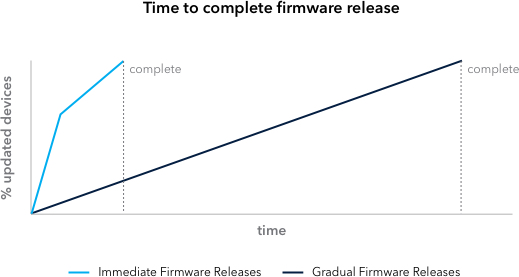 Time to complete firmware release
complete
complete
% updated devices
time
Immediate Firmware Releases
Gradual Firmware Releases